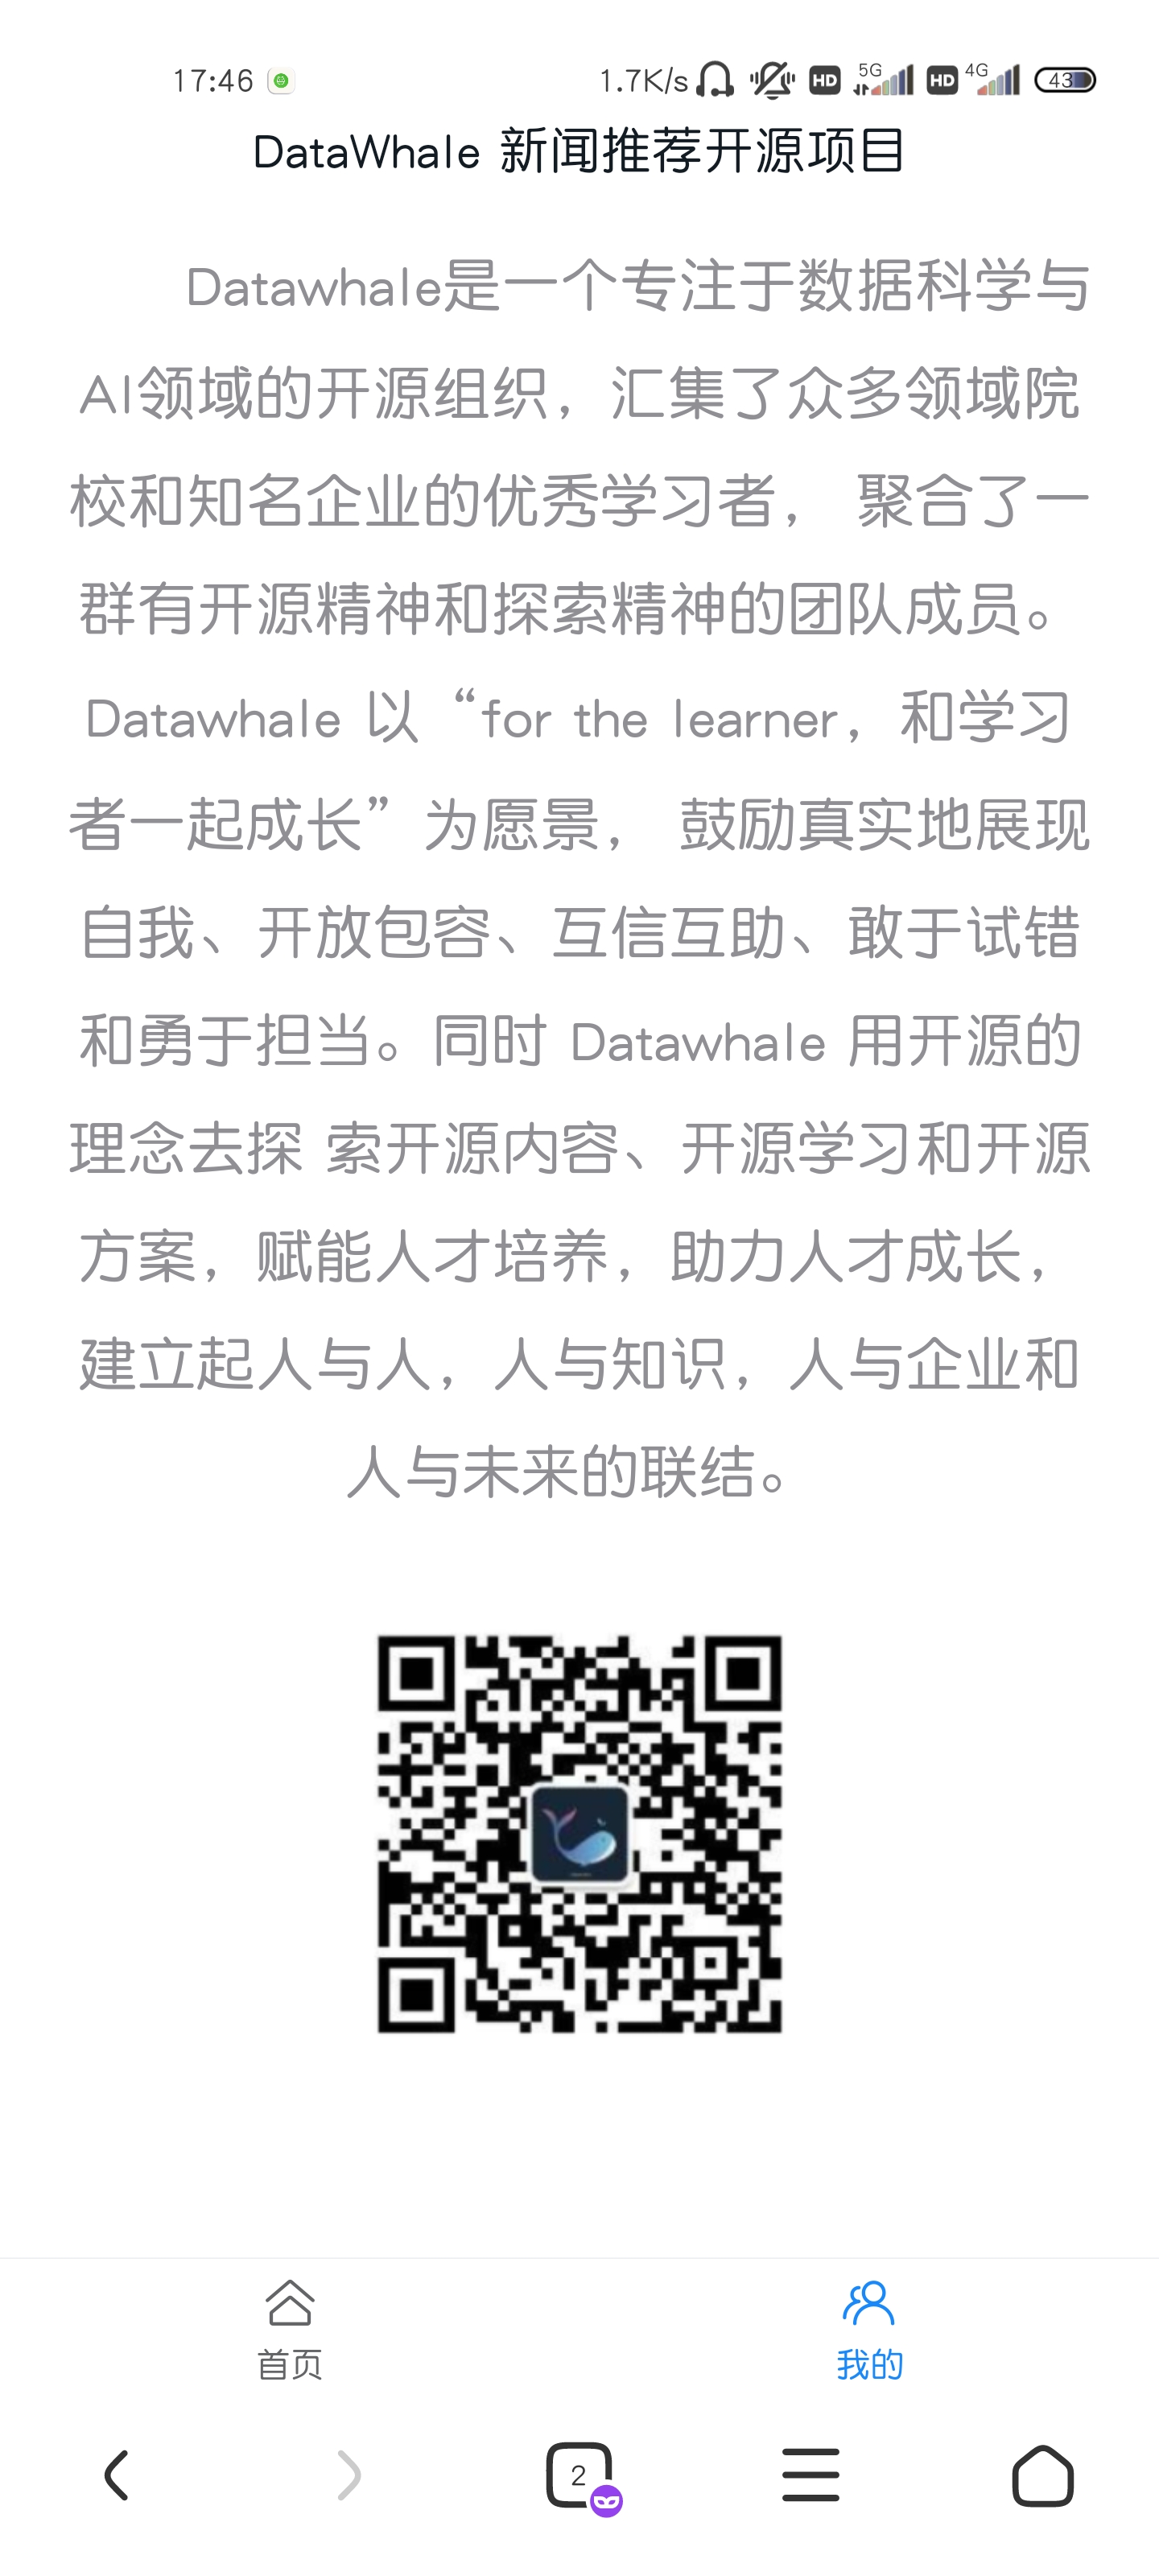 17:46 1.7K/s HD 5G HD 4G 43
DataWhale 新闻推荐开源项目
Datawhale是一个专注于数据科学与
AI领域的开源组织，汇集了众多领域院
校和知名企业的优秀学习者， 聚合了一
群有开源精神和探索精神的团队成员。
Datawhale 以“for the learner，和学习
者一起成长”为愿景， 鼓励真实地展现
自我、开放包容、互信互助、敢于试错
和勇于担当。同时 Datawhale 用开源的
理念去探 索开源内容、开源学习和开源
方案，赋能人才培养，助力人才成长，
建立起人与人，人与知识，人与企业和
人与未来的联结。
首页 我的
2